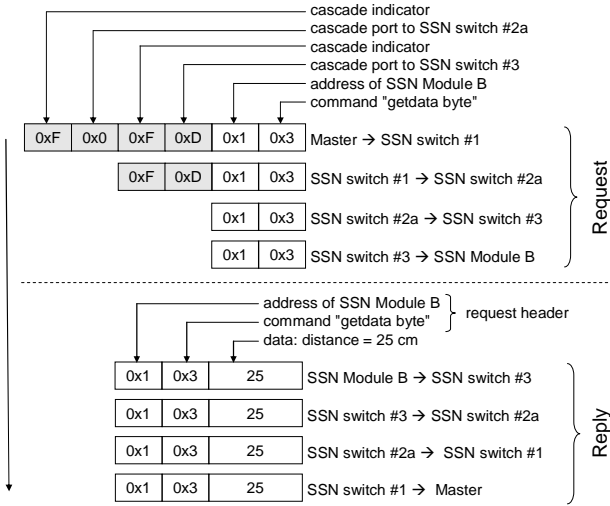 cascade indicator
cascade port to SSN switch #2a
cascade indicator
cascade port to SSN switch #3
address of SSN Module B
command "getdata byte"
0xF 0x0 0xF 0xD 0x1 0x3 Master → SSN switch #1
0xF 0xD 0x1 0x3 SSN switch #1 → SSN switch #2a
0x1 0x3 SSN switch #2a → SSN switch #3
0x1 0x3 SSN switch #3 → SSN Module B
Request
address of SSN Module B
command "getdata byte"
request header
data: distance = 25 cm
0x1 0x3 25 SSN Module B → SSN switch #3
0x1 0x3 25 SSN switch #3 → SSN switch #2a
0x1 0x3 25 SSN switch #2a → SSN switch #1
0x1 0x3 25 SSN switch #1 → Master
Reply